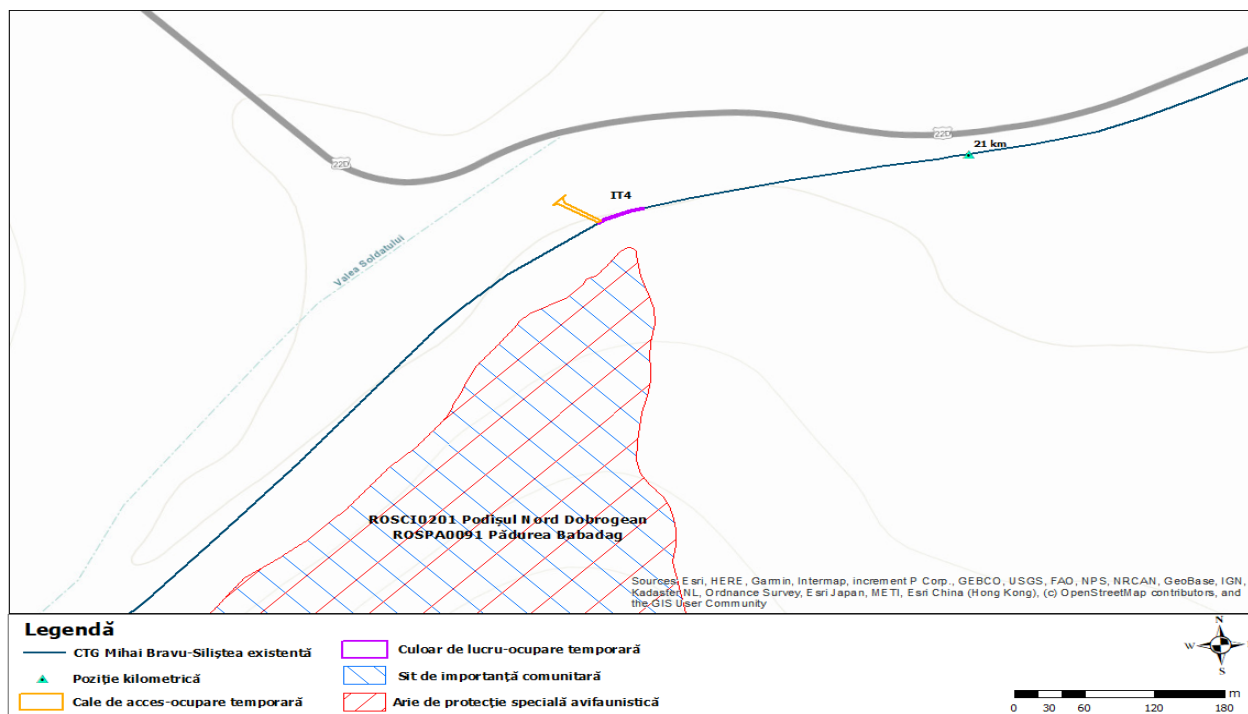 22D
22D
21 km
IT4
Valea Soldatului
ROSCI0201 Podișul Nord Dobrogean
ROSPA0091 Pădurea Babadag
Sources: Esri, HERE, Garmin, Intermap, increment P Corp., GEBCO, USGS, FAO, NPS, NRCAN, GeoBase, IGN,
Kadaster NL, Ordnance Survey, Esri Japan, METI, Esri China (Hong Kong), (c) OpenStreetMap contributors, and
the GIS User Community
Legendă
CTG Mihai Bravu-Siliștea existentă
Poziție kilometrică
Cale de acces-ocupare temporară
Culoar de lucru-ocupare temporară
Sit de importanță comunitară
Arie de protecție specială avifaunistică
N
W
S
m
0 30 60 120 180